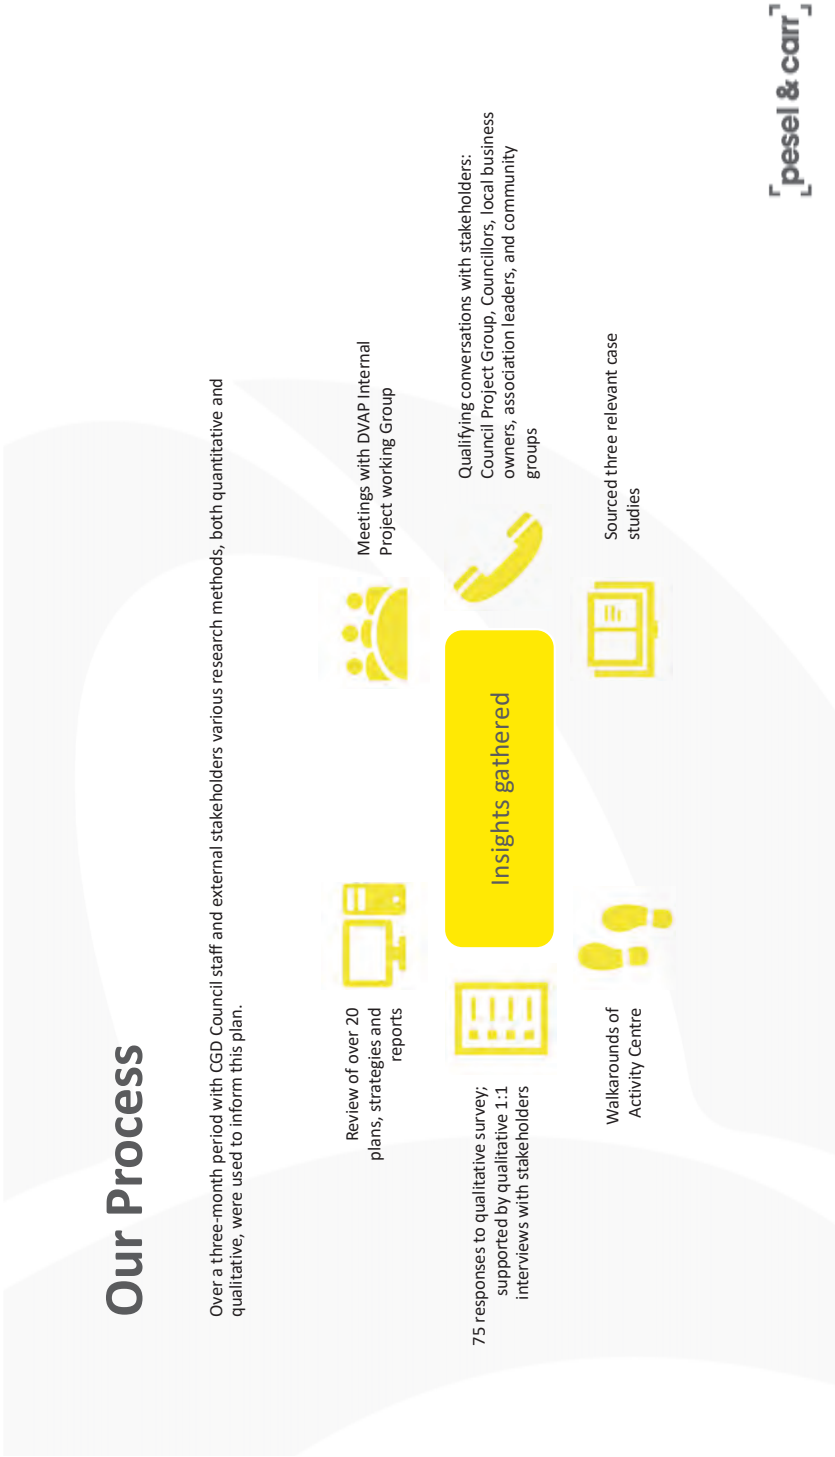 Our Process
Over a three-month period with CGD Council staff and external stakeholders various research methods, both quantitative and
qualitative, were used to inform this plan.
Review of over 20
plans, strategies and
reports
Meetings with DVAP Internal
Project working Group
75 responses to qualitative survey;
supported by qualitative 1:1
interviews with stakeholders
Insights gathered
Qualifying conversations with stakeholders:
Council Project Group, Councillors, local business
owners, association leaders, and community
groups
Walkarounds of
Activity Centre
Sourced three relevant case
studies
[pesel & carr]